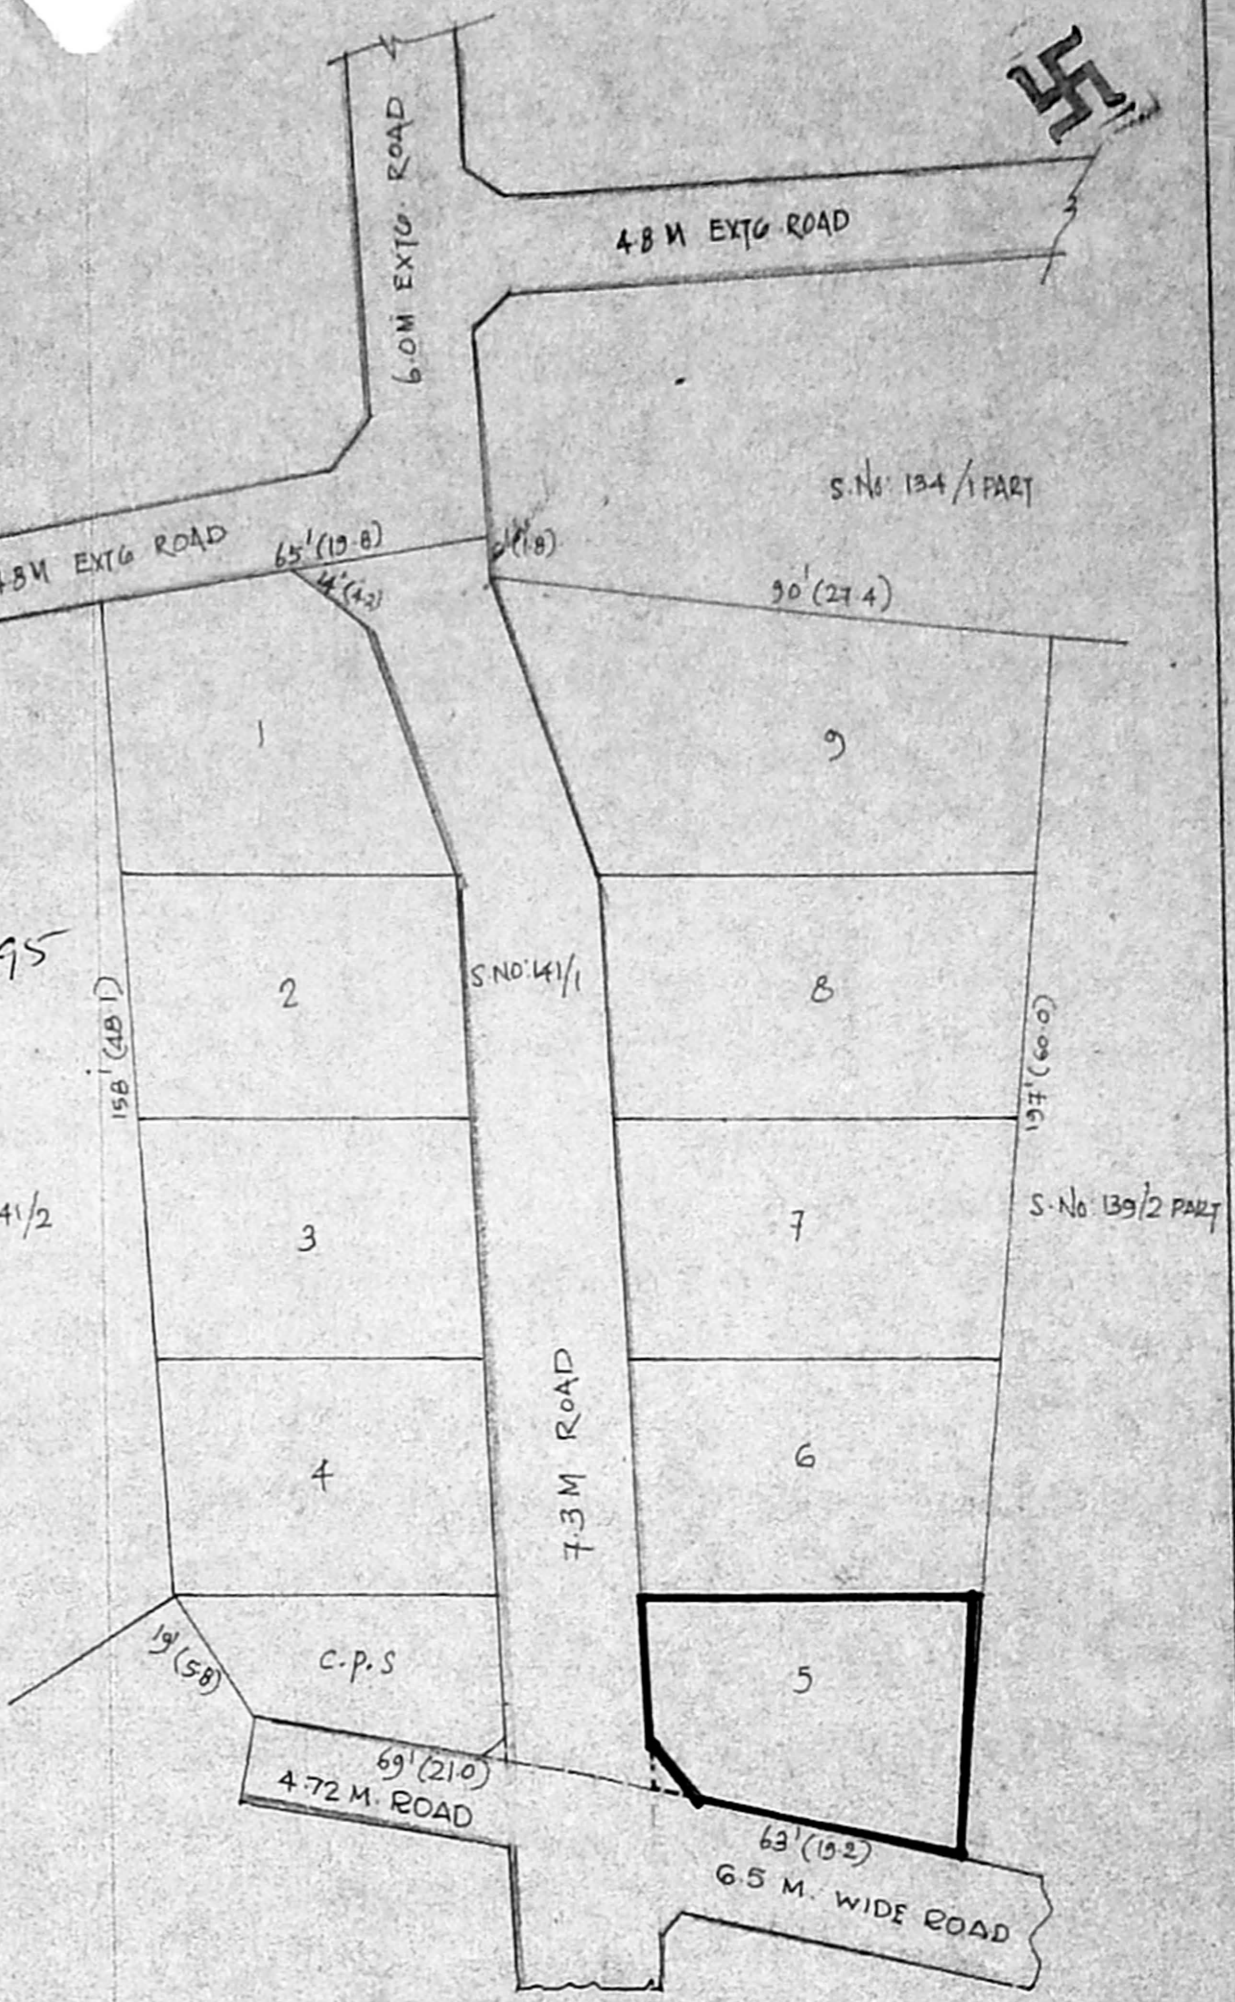 6.0M EXTG. ROAD
4.8 M EXTG. ROAD
S.No: 134/1 PART
4.8M EXTG ROAD
65'(19.8)
14'(4.2)
6'(1.8)
90'(27.4)
1
9
95
2
S.NO:141/1
8
158'(48.1)
197'(60.0)
41/2
3
7
S.No: 139/2 PART
4
7.3 M ROAD
6
19'(5.8)
C.P.S
5
69'(21.0)
4.72 M. ROAD
63'(19.2)
6.5 M. WIDE ROAD